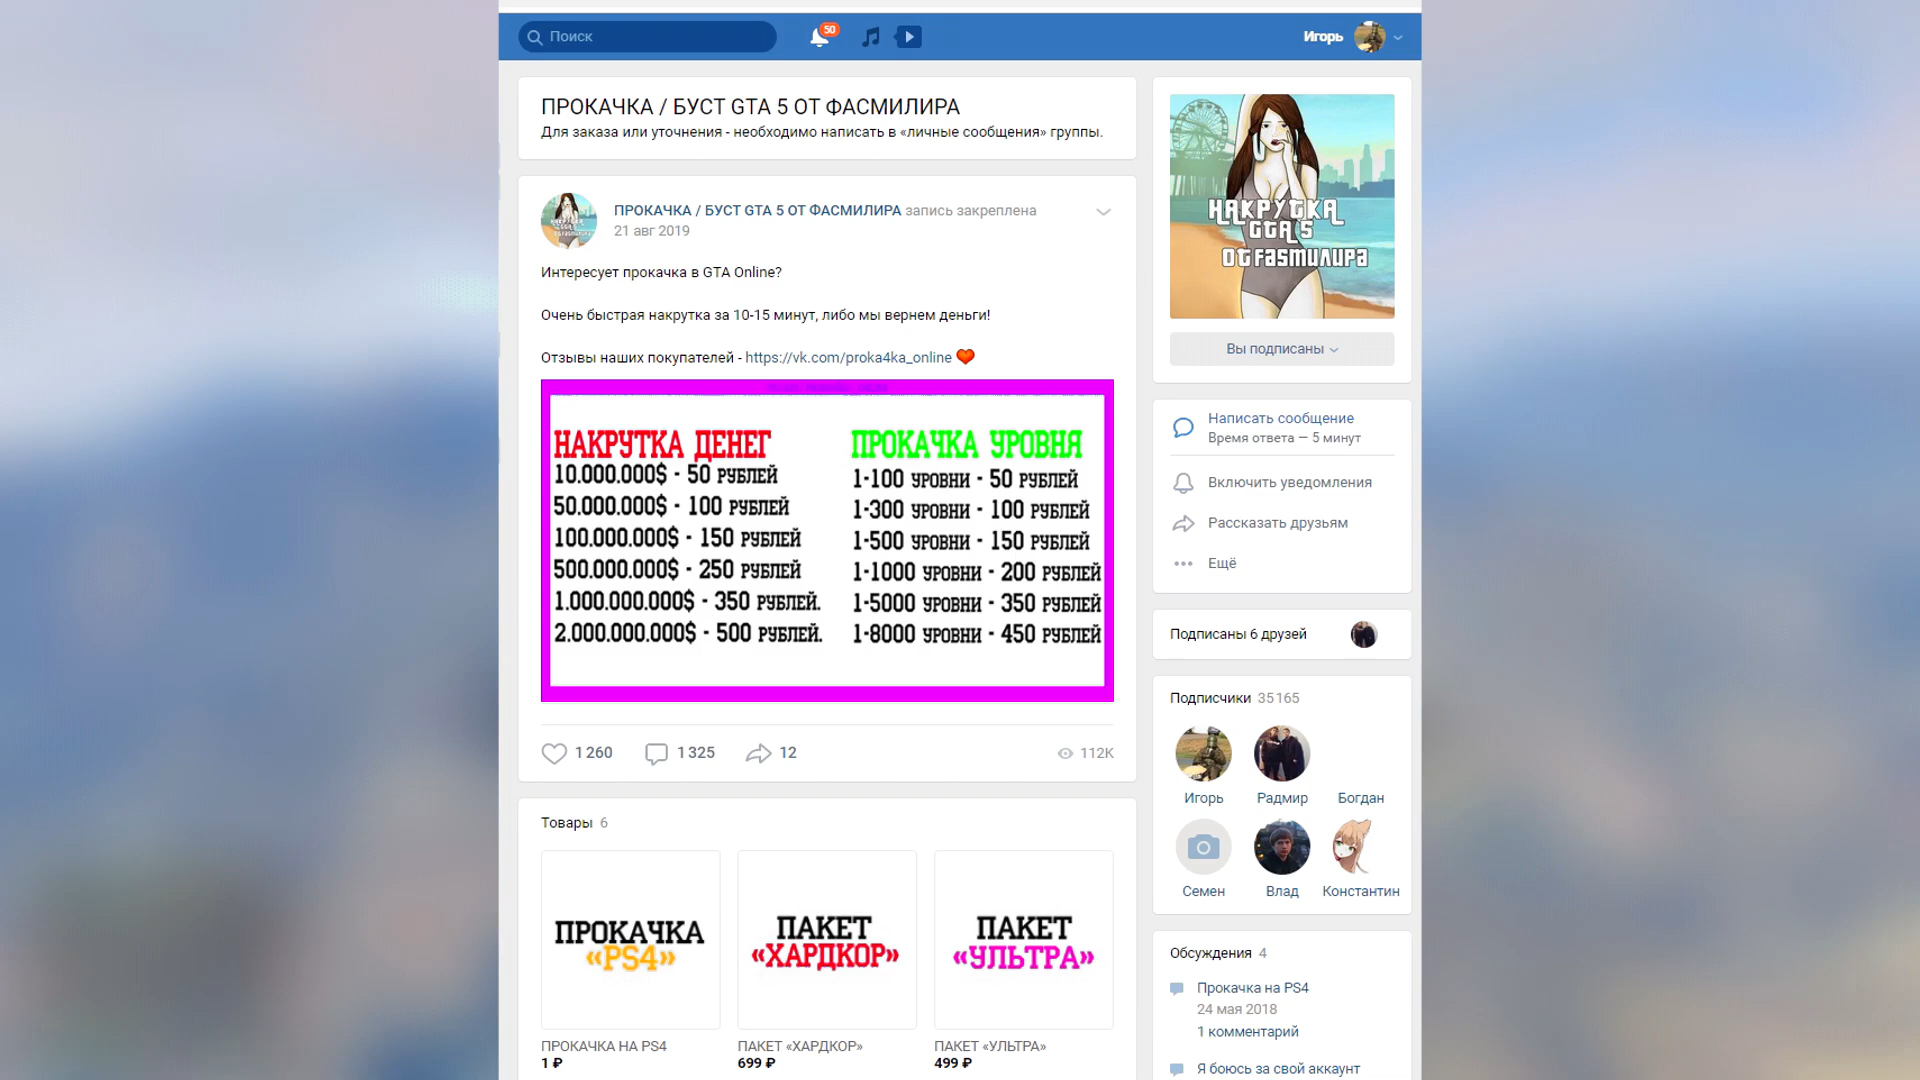 Поиск
50
Игорь
ПРОКАЧКА / БУСТ GTA 5 ОТ ФАСМИЛИРА
Для заказа или уточнения - необходимо написать в «личные сообщения» группы.
ПРОКАЧКА / БУСТ GTA 5 ОТ ФАСМИЛИРА запись закреплена
21 авг 2019
Интересует прокачка в GTA Online?
Очень быстрая накрутка за 10-15 минут, либо мы вернем деньги!
Отзывы наших покупателей - https://vk.com/proka4ka_online
НАКРУТКА ДЕНЕГ
10.000.000$ - 50 РУБЛЕЙ
50.000.000$ - 100 РУБЛЕЙ
100.000.000$ - 150 РУБЛЕЙ
500.000.000$ - 250 РУБЛЕЙ
1.000.000.000$ - 350 РУБЛЕЙ.
2.000.000.000$ - 500 РУБЛЕЙ.
ПРОКАЧКА УРОВНЯ
1-100 УРОВНИ - 50 РУБЛЕЙ
1-300 УРОВНИ - 100 РУБЛЕЙ
1-500 УРОВНИ - 150 РУБЛЕЙ
1-1000 УРОВНИ - 200 РУБЛЕЙ
1-5000 УРОВНИ - 350 РУБЛЕЙ
1-8000 УРОВНИ - 450 РУБЛЕЙ
1 260
1 325
12
112K
Товары 6
ПРОКАЧКА
«PS4»
ПРОКАЧКА НА PS4
1 ₽
ПАКЕТ
«ХАРДКОР»
ПАКЕТ «ХАРДКОР»
699 ₽
ПАКЕТ
«УЛЬТРА»
ПАКЕТ «УЛЬТРА»
499 ₽
НАКРУТКА
GTA 5
ОТ FASMИЛИРА
Вы подписаны
Написать сообщение
Время ответа — 5 минут
Включить уведомления
Рассказать друзьям
Ещё
Подписаны 6 друзей
Подписчики 35 165
Игорь
Радмир
Богдан
Семен
Влад
Константин
Обсуждения 4
Прокачка на PS4
24 мая 2018
1 комментарий
Я боюсь за свой аккаунт